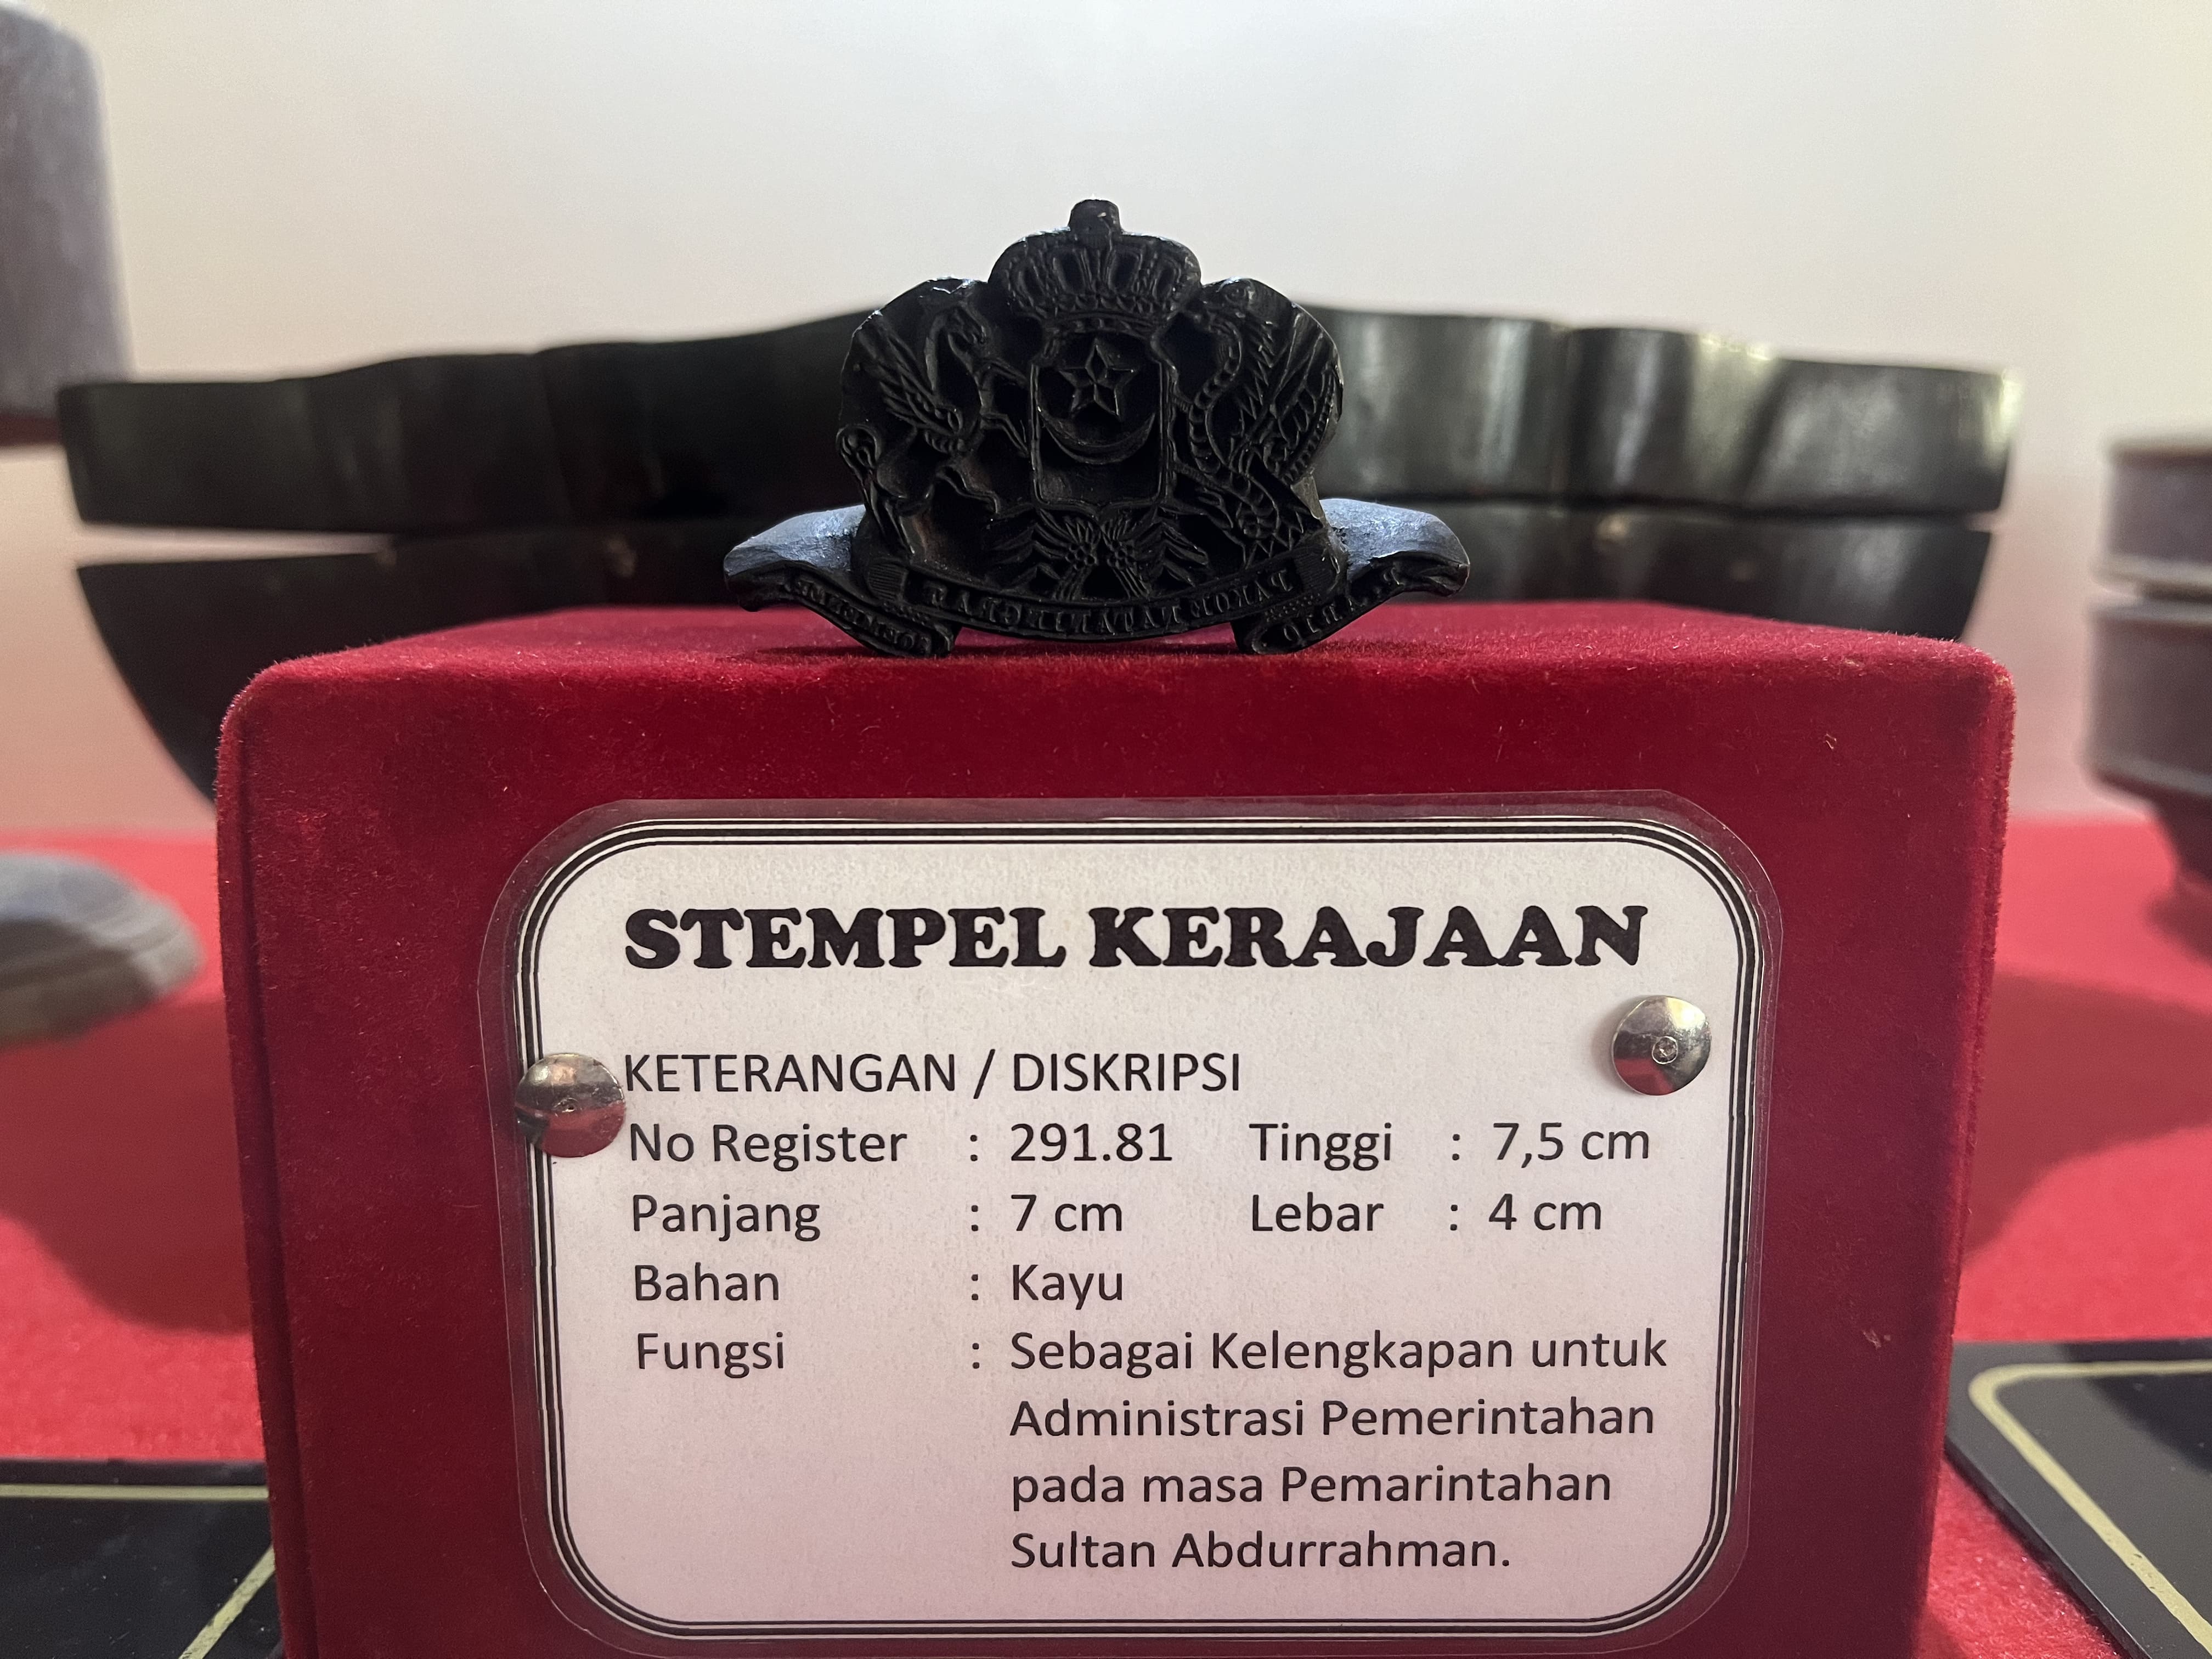 STEMPEL KERAJAAN
KETERANGAN / DISKRIPSI
No Register : 291.81 Tinggi : 7,5 cm
Panjang : 7 cm Lebar : 4 cm
Bahan : Kayu
Fungsi : Sebagai Kelengkapan untuk
Administrasi Pemerintahan
pada masa Pemarintahan
Sultan Abdurrahman.